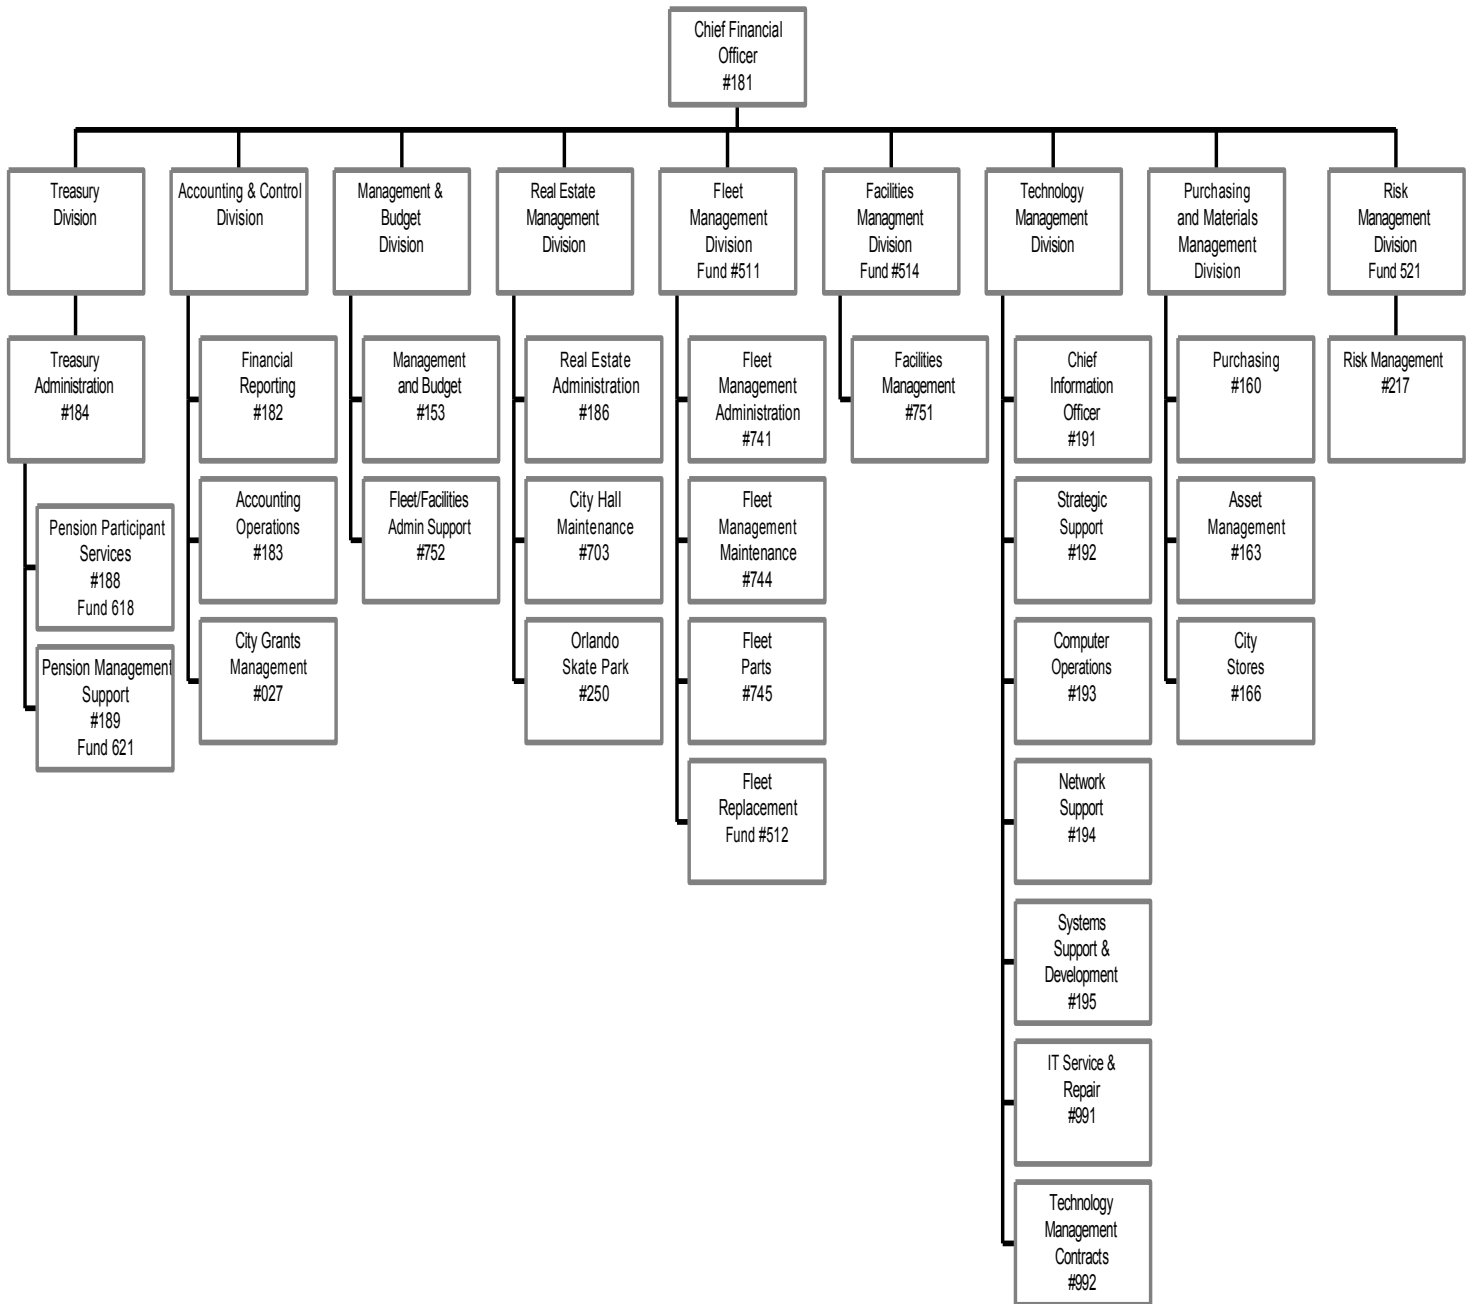 Chief Financial
Officer
#181
Treasury
Division
Accounting & Control
Division
Management &
Budget
Division
Real Estate
Management
Division
Fleet
Management
Division
Fund #511
Facilities
Managment
Division
Fund #514
Technology
Management
Division
Purchasing
and Materials
Management
Division
Risk
Management
Division
Fund 521
Treasury
Administration
#184
Financial
Reporting
#182
Management
and Budget
#153
Real Estate
Administration
#186
Fleet
Management
Administration
#741
Facilities
Management
#751
Chief
Information
Officer
#191
Purchasing
#160
Risk Management
#217
Pension Participant
Services
#188
Fund 618
Accounting
Operations
#183
Fleet/Facilities
Admin Support
#752
City Hall
Maintenance
#703
Fleet
Management
Maintenance
#744
Strategic
Support
#192
Asset
Management
#163
Pension Management
Support
#189
Fund 621
City Grants
Management
#027
Orlando
Skate Park
#250
Fleet
Parts
#745
Computer
Operations
#193
City
Stores
#166
Fleet
Replacement
Fund #512
Network
Support
#194
Systems
Support &
Development
#195
IT Service &
Repair
#991
Technology
Management
Contracts
#992